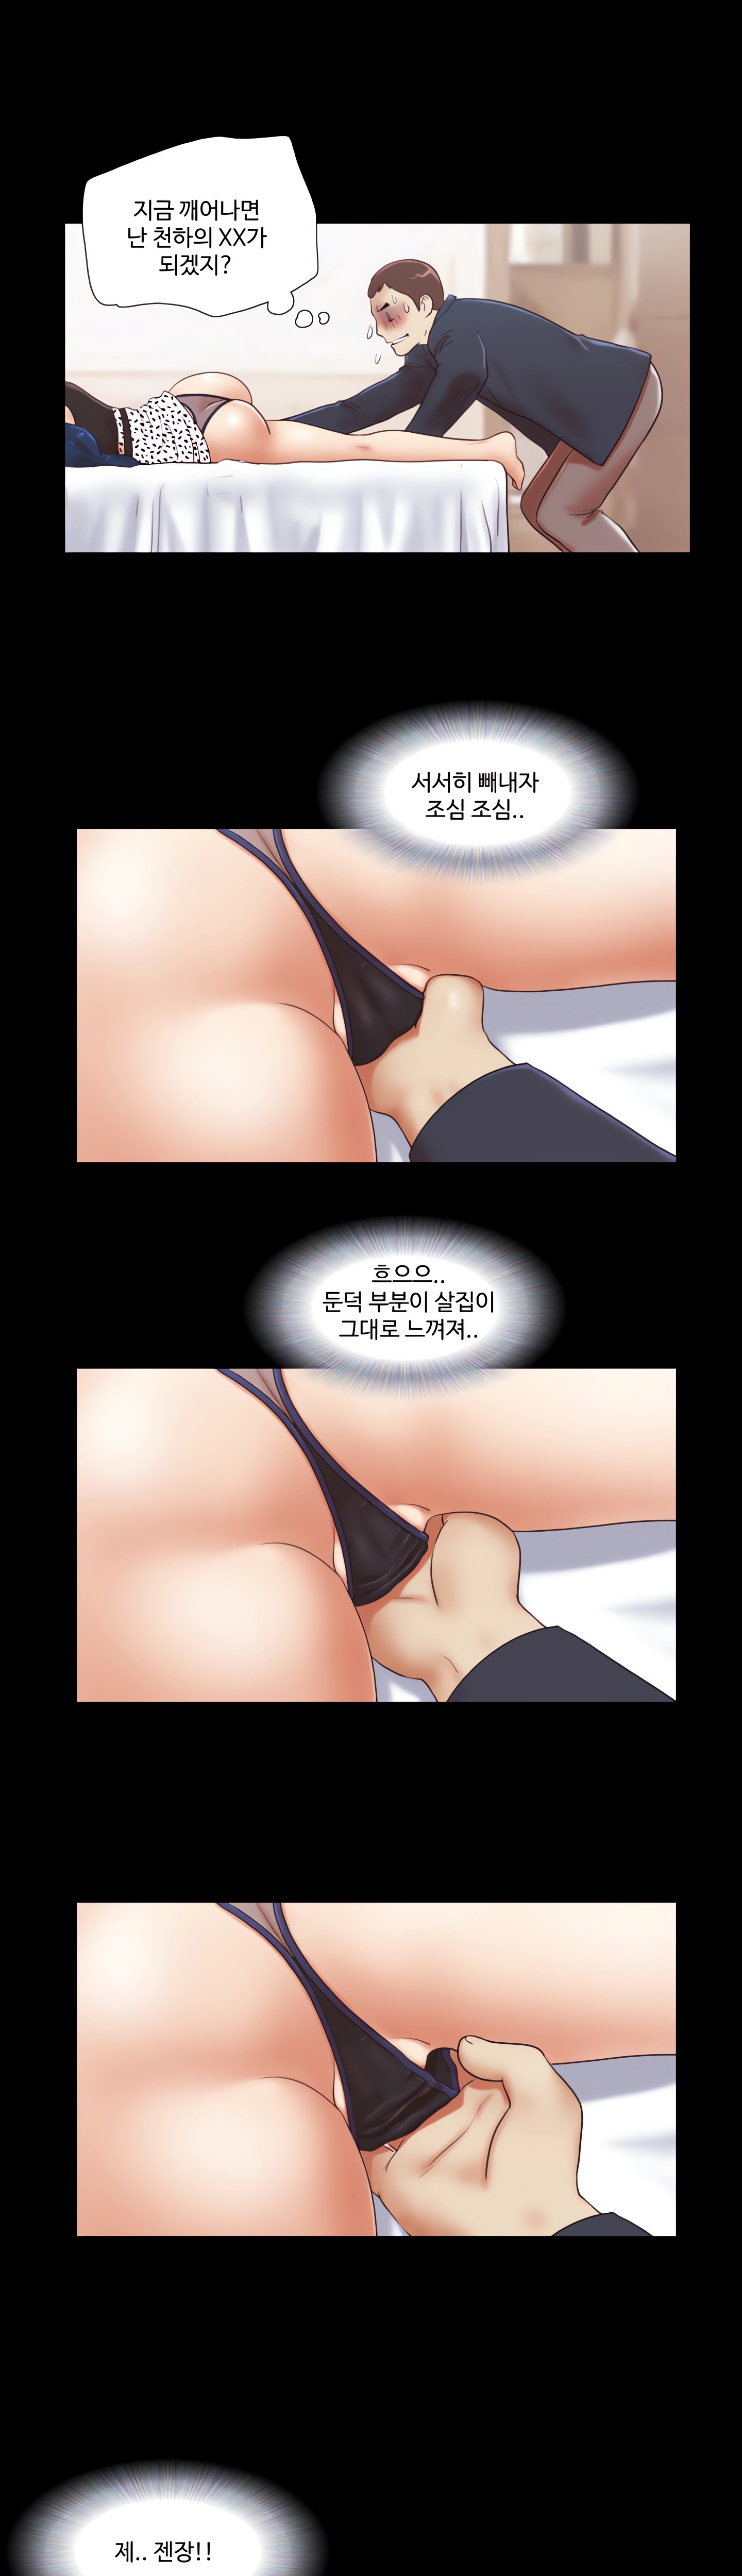 지금 깨어나면
난 천하의 XX가
되겠지?
서서히 빼내자
조심 조심..
흐으으..
둔덕 부분이 살집이
그대로 느껴져..
제.. 젠장!!